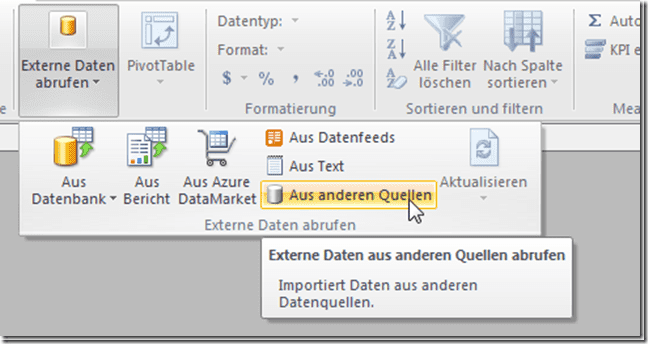 Externe Daten
abrufen
PivotTable
Datentyp:
Format:
$ % , ,0 ,00
Formatierung
A Z
Z A
A Z
Alle Filter
löschen
Nach Spalte
sortieren
Sortieren und filtern
Σ Auto
KPI e
Mea
e
Aus
Datenbank
Aus
Bericht
Aus Azure
DataMarket
Aus Datenfeeds
Aus Text
Aus anderen Quellen
Aktualisieren
Externe Daten abrufen
Externe Daten aus anderen Quellen abrufen
Importiert Daten aus anderen
Datenquellen.